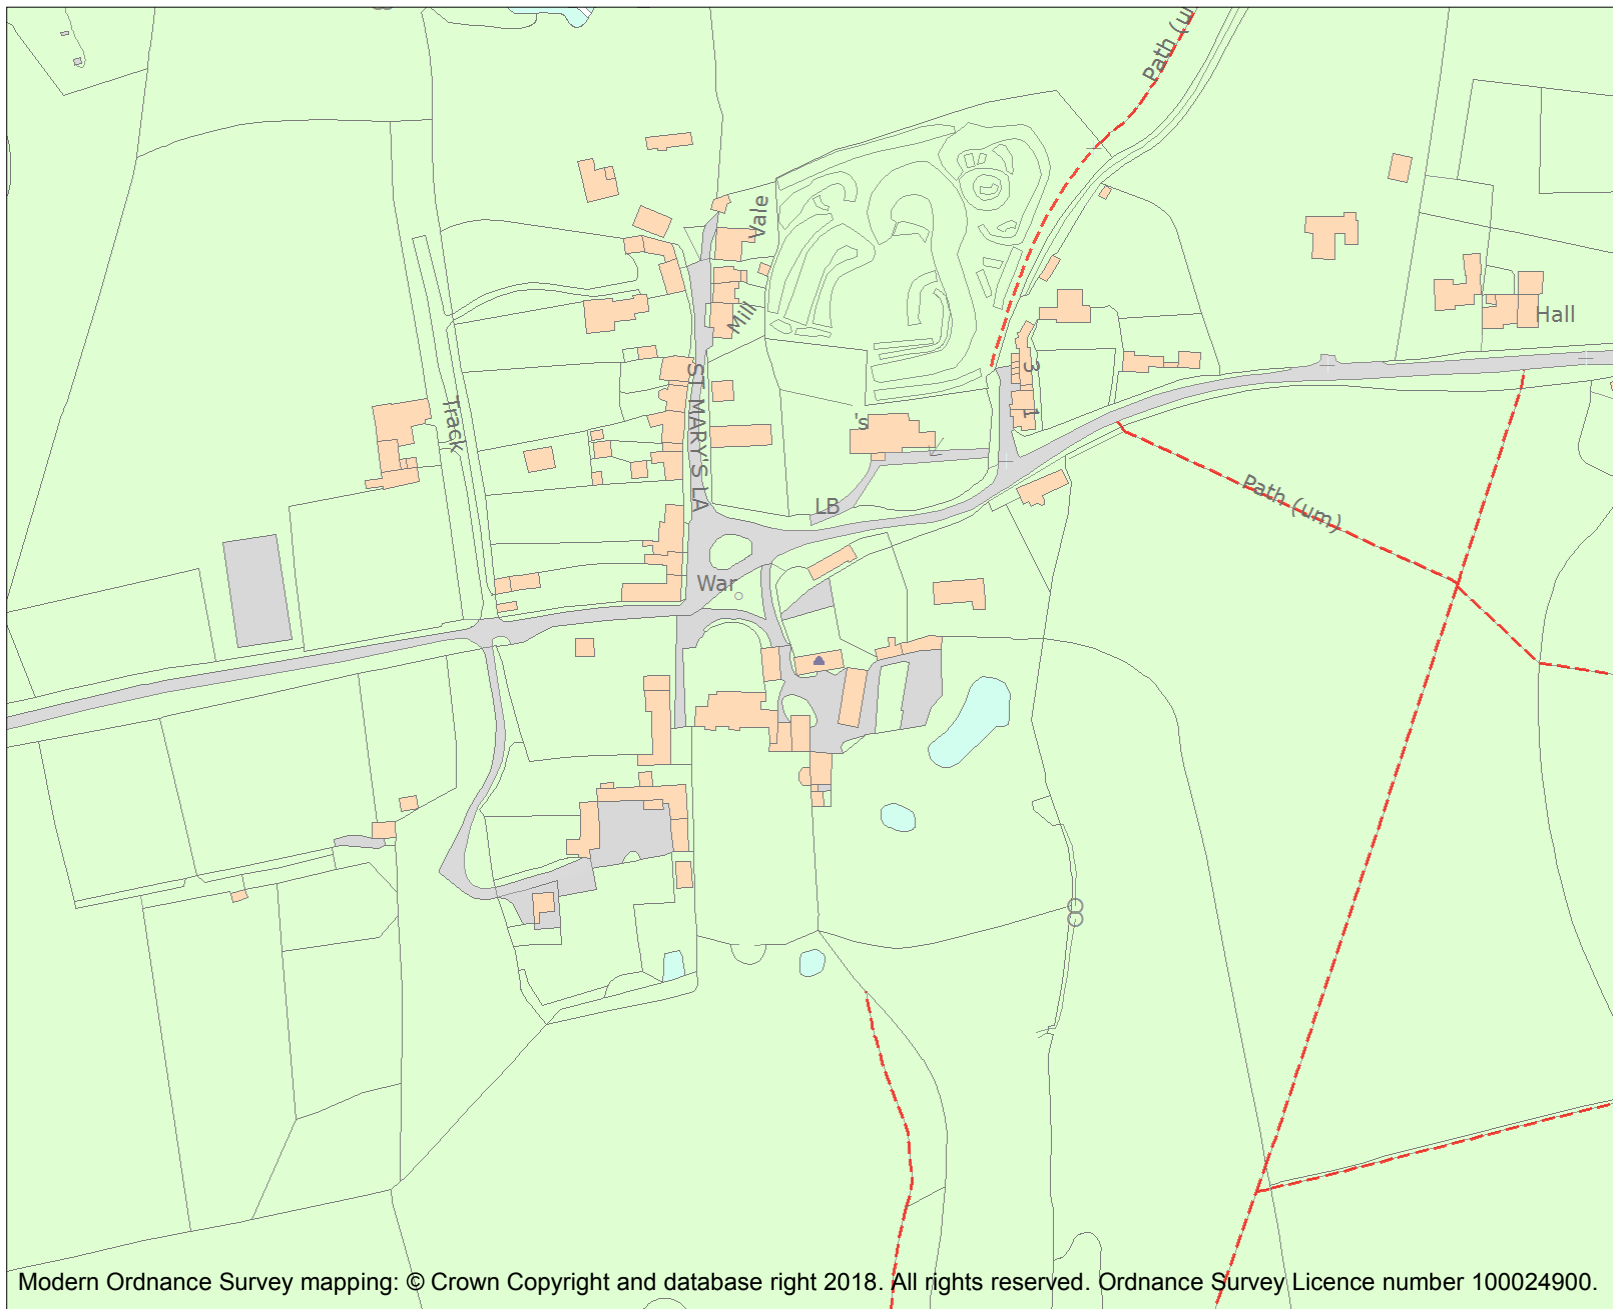 Path (u
Vale
Mill
Hall
3
1
Track
ST MARY'S LA
's
LB
Path (um)
War
Modern Ordnance Survey mapping: © Crown Copyright and database right 2018. All rights reserved. Ordnance Survey Licence number 100024900.